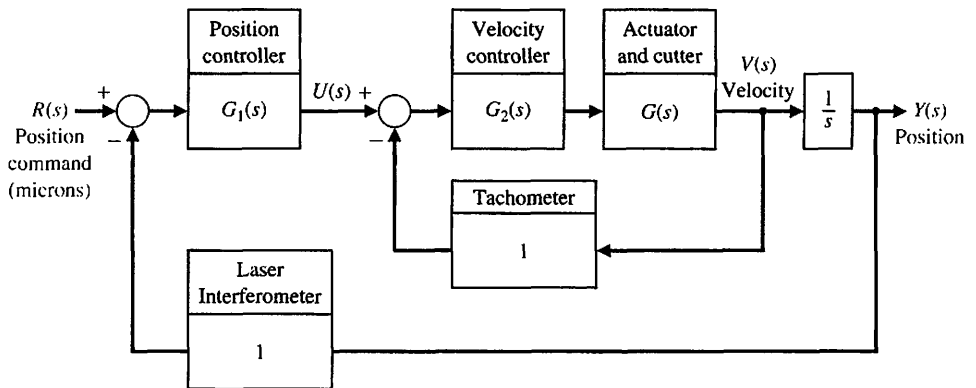 Position
controller
Velocity
controller
Actuator
and cutter
V(s)
Velocity
R(s)
Position
command
(microns)
+
−
G₁(s)
U(s) +
−
G₂(s)
G(s)
1
s
Y(s)
Position
Tachometer
1
Laser
Interferometer
1